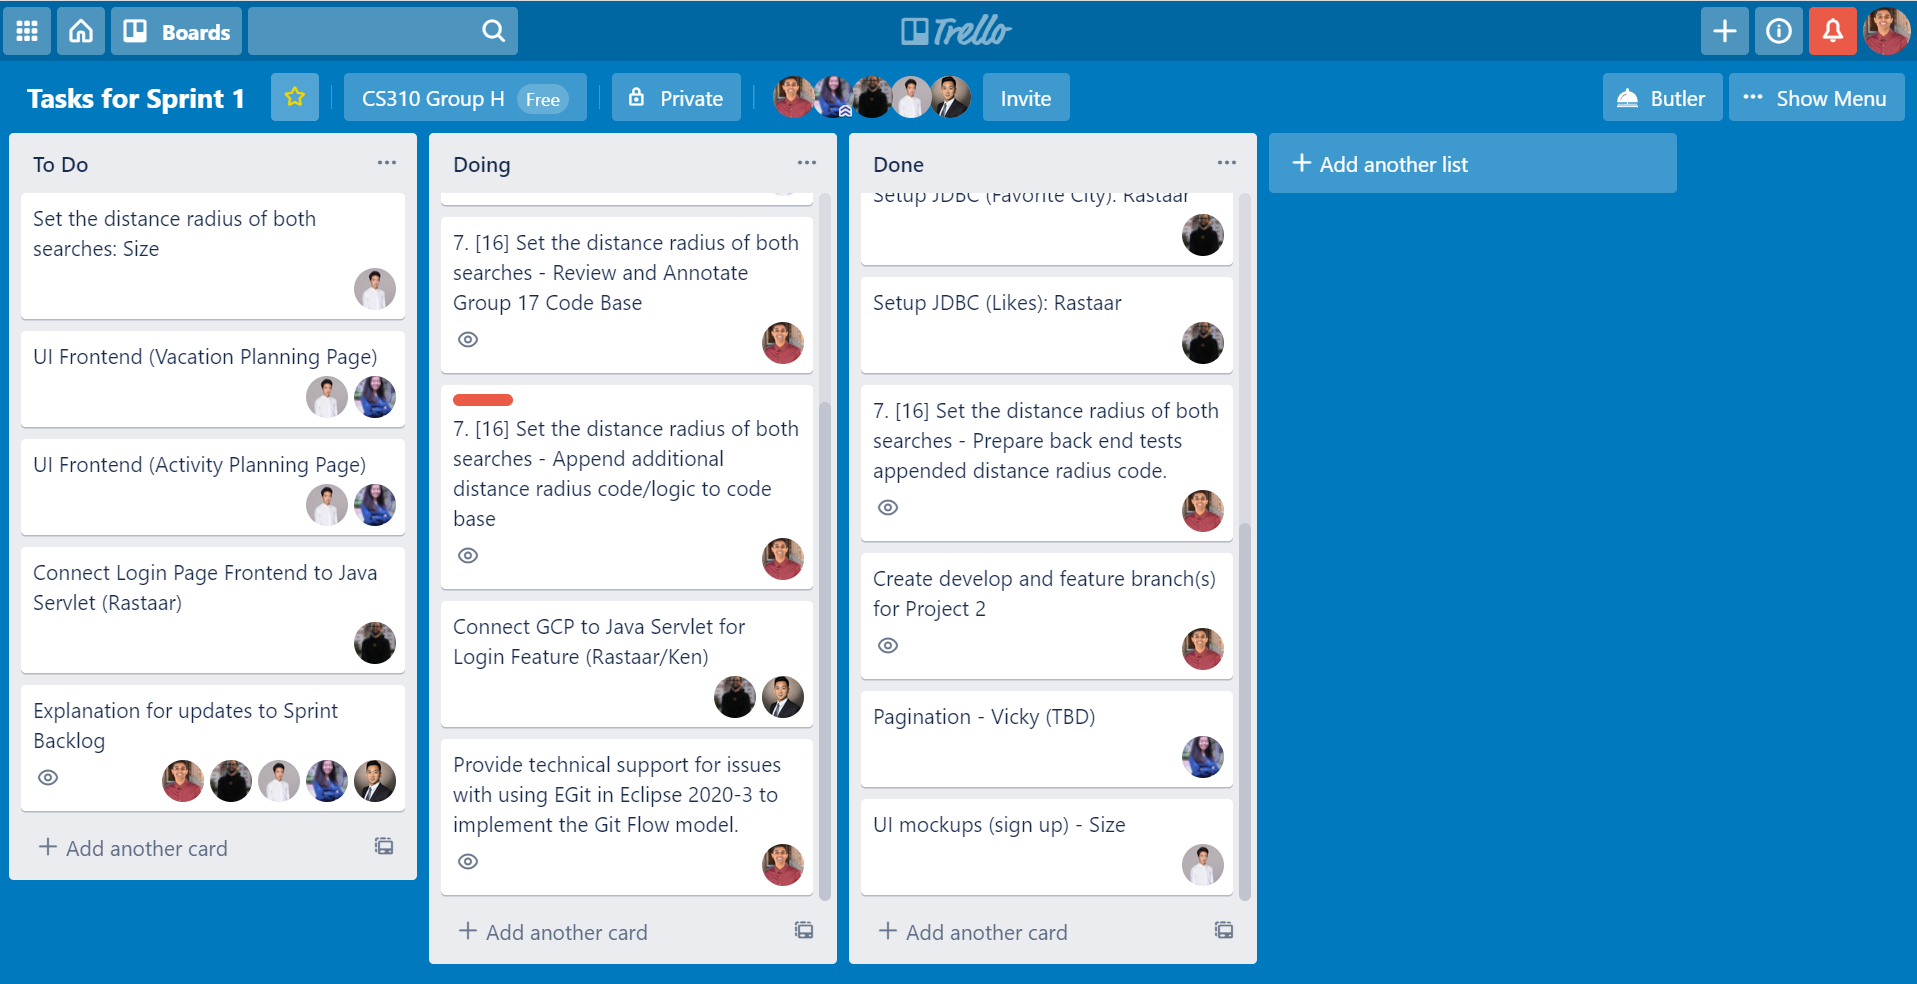 Boards
Trello
Tasks for Sprint 1
CS310 Group H Free
Private
Invite
Butler
Show Menu
To Do
Set the distance radius of both
searches: Size
UI Frontend (Vacation Planning Page)
UI Frontend (Activity Planning Page)
Connect Login Page Frontend to Java
Servlet (Rastaar)
Explanation for updates to Sprint
Backlog
Add another card
Doing
7. [16] Set the distance radius of both
searches - Review and Annotate
Group 17 Code Base
7. [16] Set the distance radius of both
searches - Append additional
distance radius code/logic to code
base
Connect GCP to Java Servlet for
Login Feature (Rastaar/Ken)
Provide technical support for issues
with using EGit in Eclipse 2020-3 to
implement the Git Flow model.
Add another card
Done
Setup JDBC (Favorite City): Rastaar
Setup JDBC (Likes): Rastaar
7. [16] Set the distance radius of both
searches - Prepare back end tests
appended distance radius code.
Create develop and feature branch(s)
for Project 2
Pagination - Vicky (TBD)
UI mockups (sign up) - Size
Add another card
Add another list